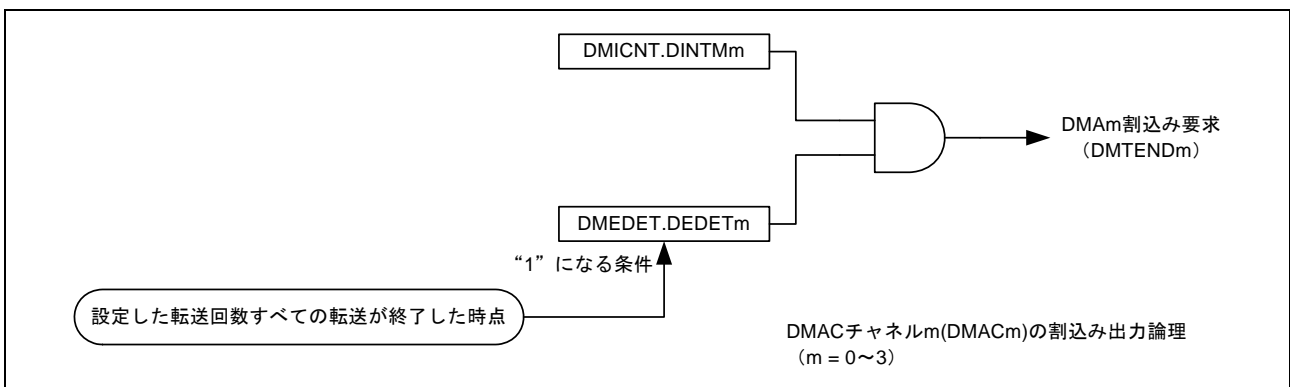 DMICNT.DINTMm
DMAm割込み要求
（DMTENDm）
DMEDET.DEDETm
“1”になる条件
設定した転送回数すべての転送が終了した時点
DMACチャネルm(DMACm)の割込み出力論理
（m = 0～3）